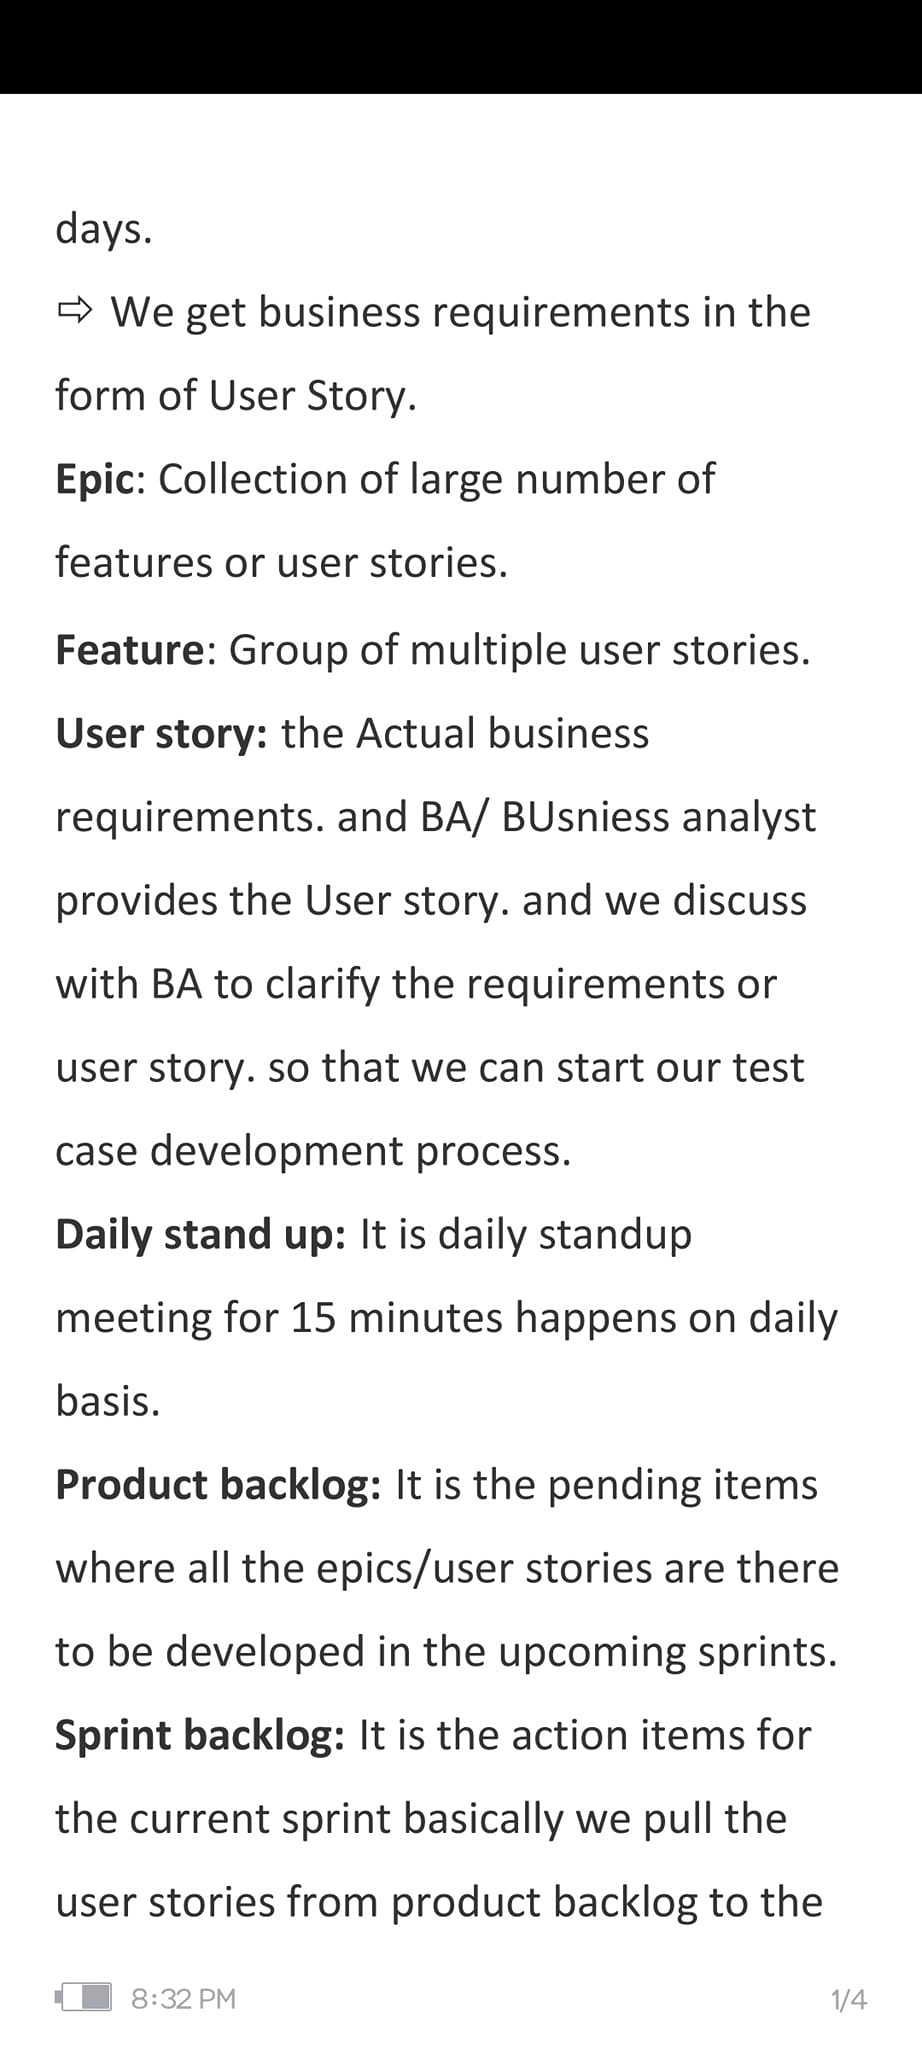 days.
⇨ We get business requirements in the
form of User Story.
Epic: Collection of large number of
features or user stories.
Feature: Group of multiple user stories.
User story: the Actual business
requirements. and BA/ BUsniess analyst
provides the User story. and we discuss
with BA to clarify the requirements or
user story. so that we can start our test
case development process.
Daily stand up: It is daily standup
meeting for 15 minutes happens on daily
basis.
Product backlog: It is the pending items
where all the epics/user stories are there
to be developed in the upcoming sprints.
Sprint backlog: It is the action items for
the current sprint basically we pull the
user stories from product backlog to the
8:32 PM
1/4